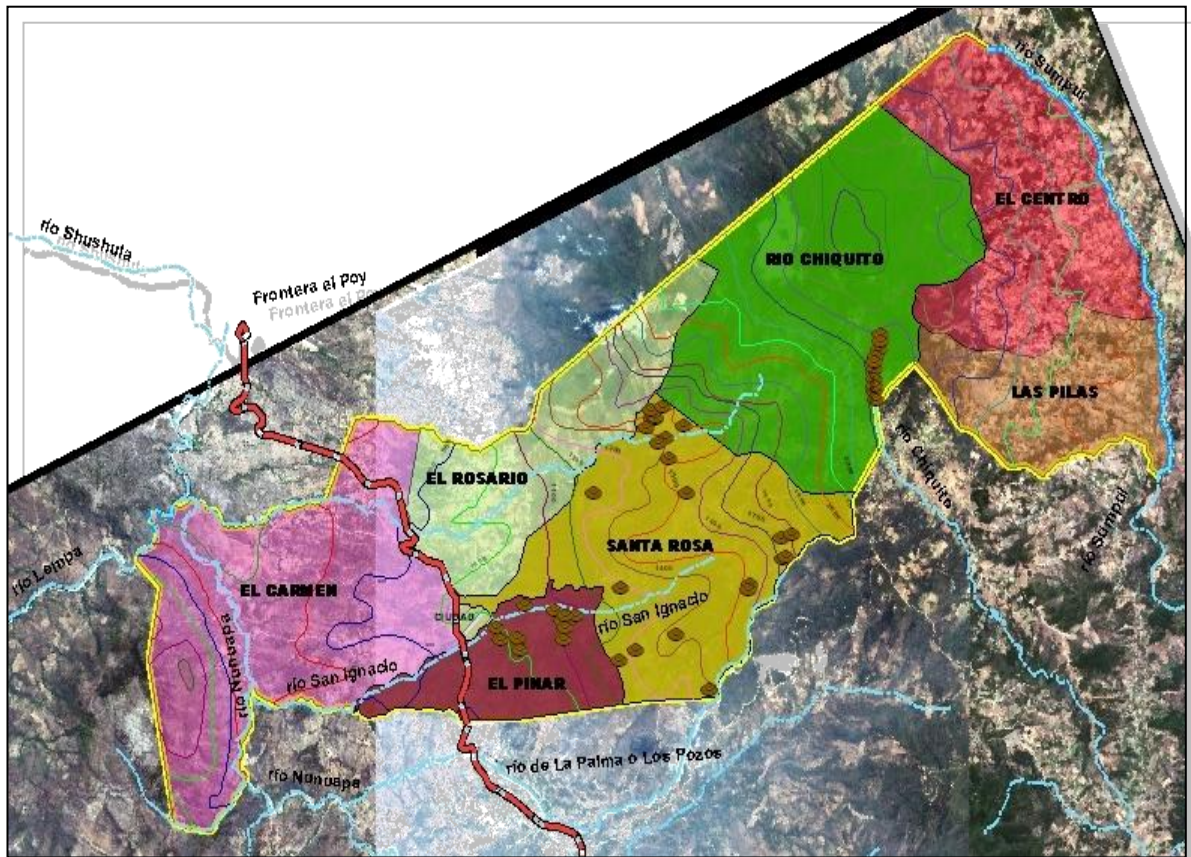 río Sumpul
río Shushula
EL CENTRO
RIO CHIQUITO
Frontera el Poy
Frontera el Poy
LAS PILAS
EL ROSARIO
río Chiquito
río Sumpul
SANTA ROSA
río Lempa
EL CARMEN
CIUDAD
río San Ignacio
río Nunuapa
río San Ignacio
EL PINAR
río de La Palma o Los Pozos
río Nunuapa